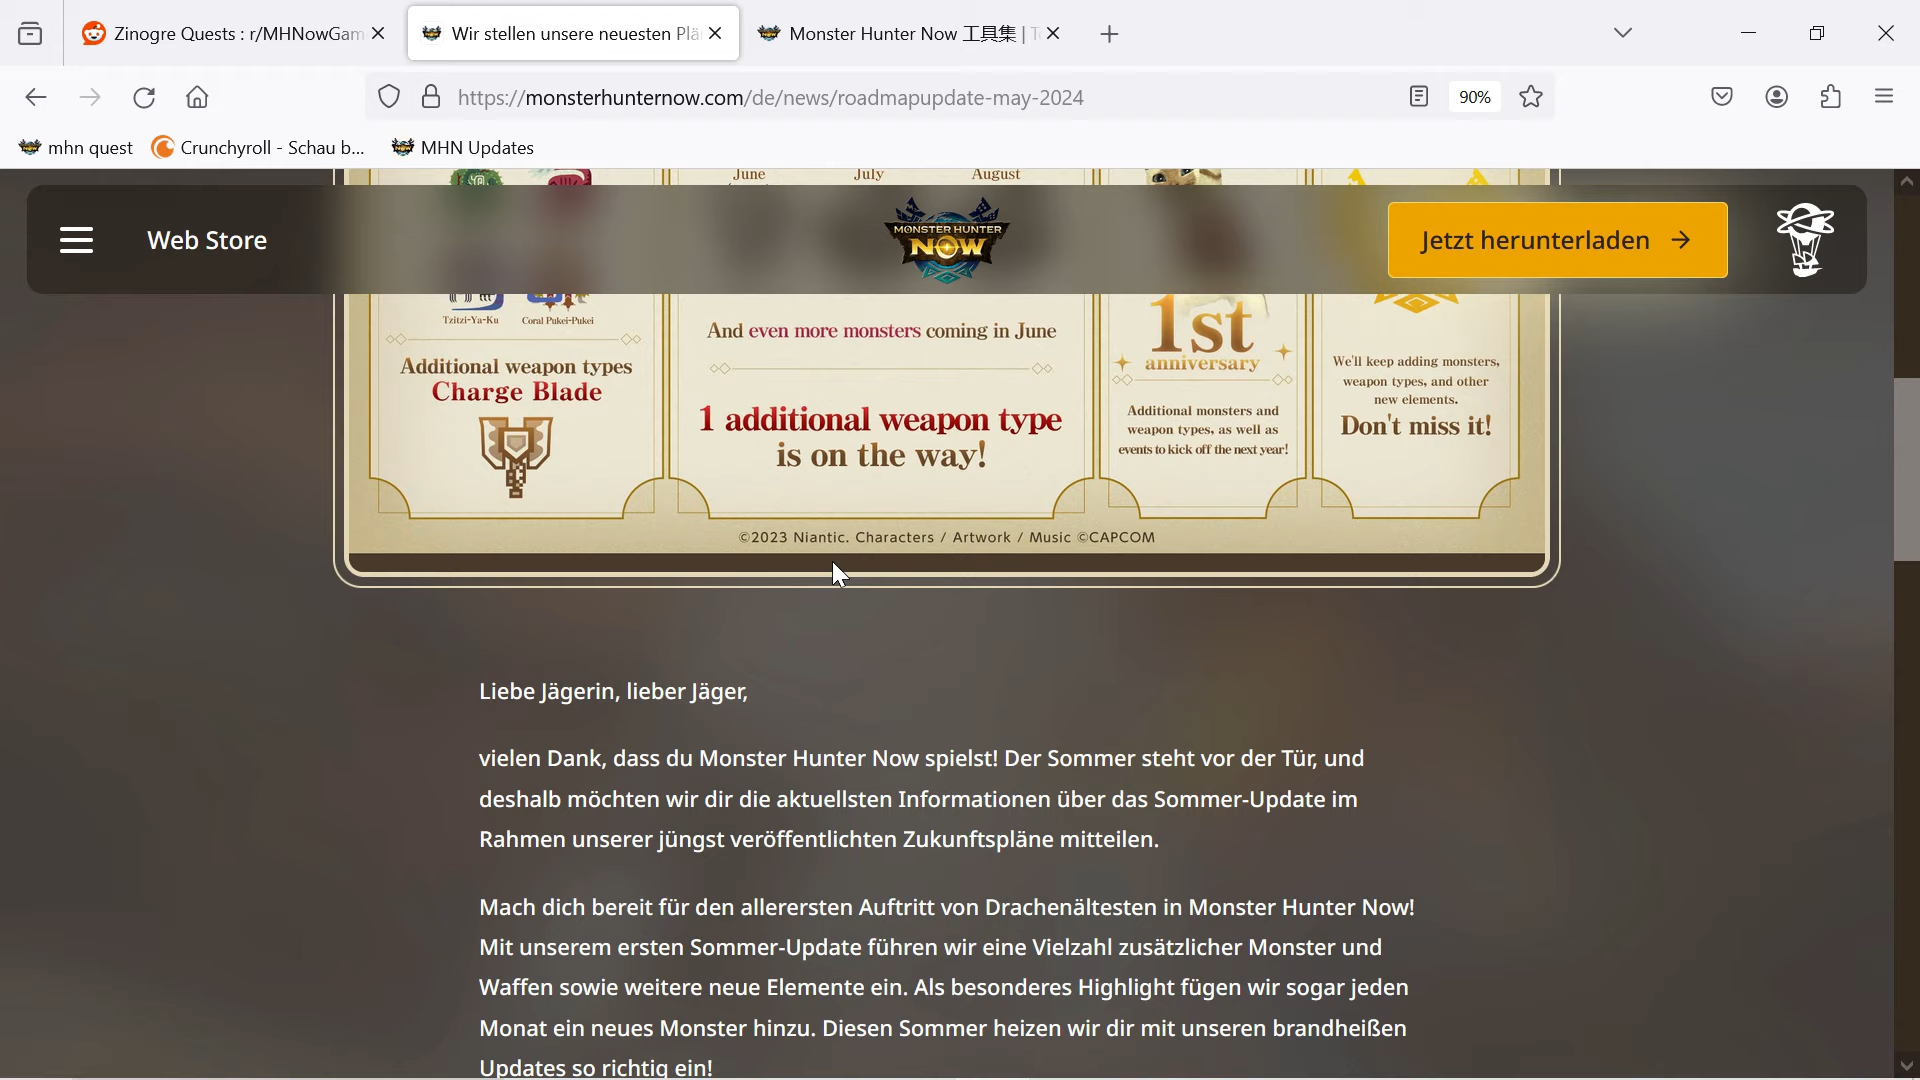 Zinogre Quests : r/MHNowGam
Wir stellen unsere neuesten Plä
Monster Hunter Now 工具集 | T
https://monsterhunternow.com/de/news/roadmapupdate-may-2024
90%
mhn quest
Crunchyroll - Schau b...
MHN Updates
June
July
August
Web Store
MONSTER HUNTER
NOW
Jetzt herunterladen
Tzitzi-Ya-Ku
Coral Pukei-Pukei
Additional weapon types
Charge Blade
And even more monsters coming in June
1 additional weapon type
is on the way!
1st
anniversary
Additional monsters and
weapon types, as well as
events to kick off the next year!
We'll keep adding monsters,
weapon types, and other
new elements.
Don't miss it!
©2023 Niantic. Characters / Artwork / Music ©CAPCOM
Liebe Jägerin, lieber Jäger,
vielen Dank, dass du Monster Hunter Now spielst! Der Sommer steht vor der Tür, und
deshalb möchten wir dir die aktuellsten Informationen über das Sommer-Update im
Rahmen unserer jüngst veröffentlichten Zukunftspläne mitteilen.
Mach dich bereit für den allerersten Auftritt von Drachenältesten in Monster Hunter Now!
Mit unserem ersten Sommer-Update führen wir eine Vielzahl zusätzlicher Monster und
Waffen sowie weitere neue Elemente ein. Als besonderes Highlight fügen wir sogar jeden
Monat ein neues Monster hinzu. Diesen Sommer heizen wir dir mit unseren brandheißen
Updates so richtig ein!